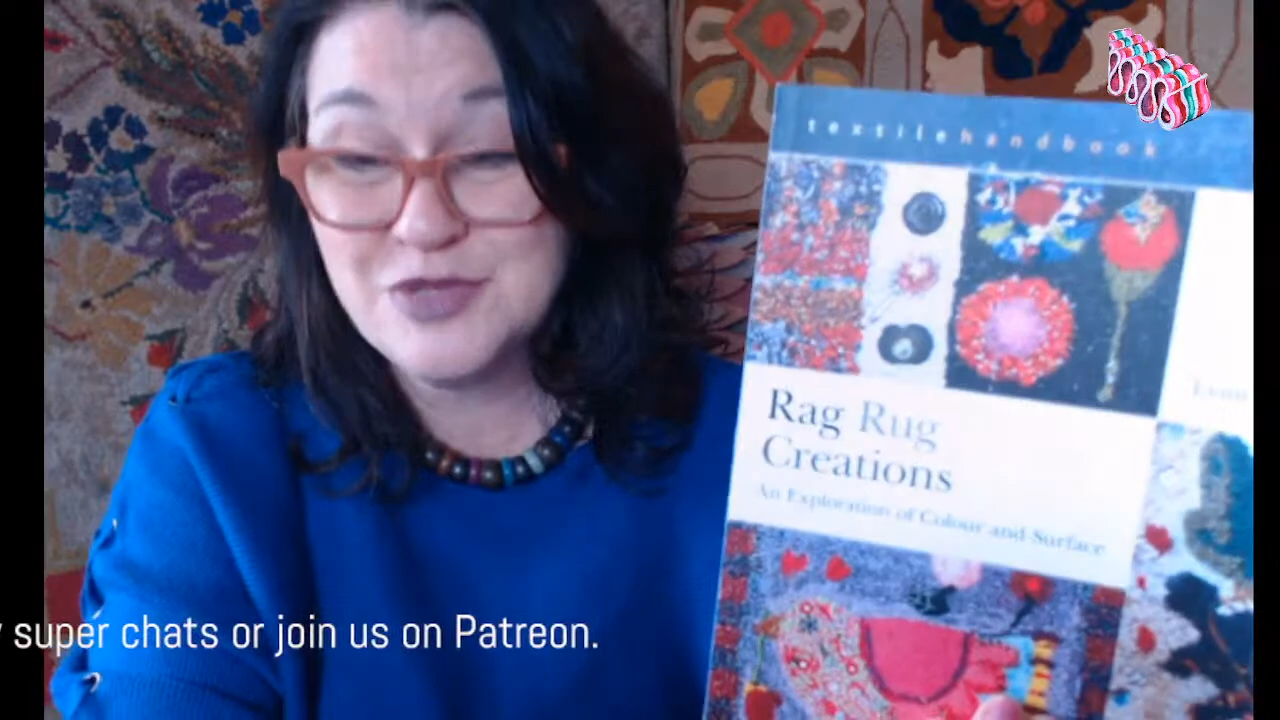 textilehandbook
Rag Rug
Creations
An Exploration of Colour and Surface
super chats or join us on Patreon.